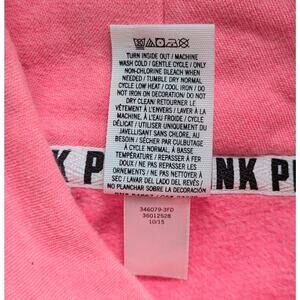 TURN INSIDE OUT / MACHINE
WASH COLD / GENTLE CYCLE / ONLY
NON-CHLORINE BLEACH WHEN
NEEDED / TUMBLE DRY NORMAL
CYCLE LOW HEAT / COOL IRON / DO
NOT IRON ON DECORATION/ DO NOT
DRY CLEAN/ RETOURNER LE
VÊTEMENT À L'ENVERS / LAVER À LA
MACHINE, À L'EAU FROIDE / CYCLE
DÉLICAT / UTILISER UNIQUEMENT DU
JAVELLISANT SANS CHLORE, AU
BESOIN / SÉCHER PAR CULBUTAGE
À CYCLE NORMAL, À BASSE
TEMPÉRATURE / REPASSER À FER
DOUX / NE PAS REPASSER SUR LES
ORNEMENTS / NE PAS NETTOYER À
SEC / LAVAR DEL LADO DEL REVÉS /
NO PLANCHAR SOBRE LA DECORACIÓN
NK P
INK PI
346079-3FD
36012528
10/15